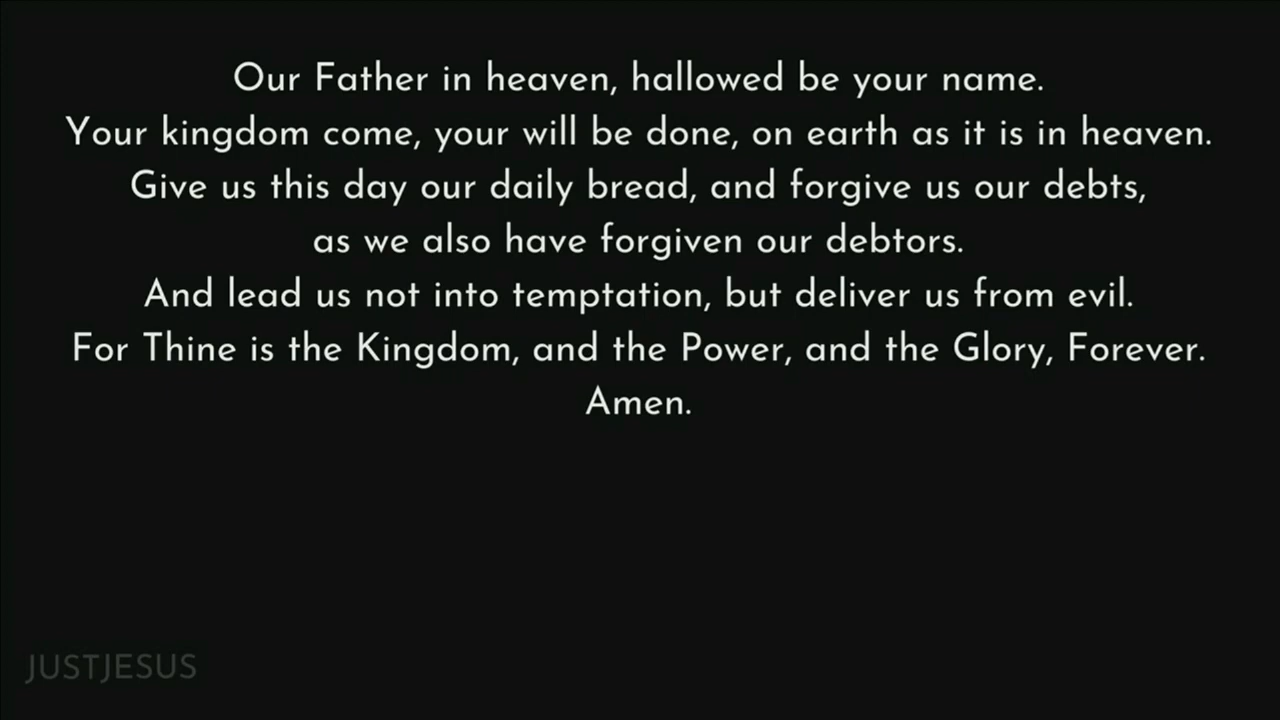 Our Father in heaven, hallowed be your name.
Your kingdom come, your will be done, on earth as it is in heaven.
Give us this day our daily bread, and forgive us our debts,
as we also have forgiven our debtors.
And lead us not into temptation, but deliver us from evil.
For Thine is the Kingdom, and the Power, and the Glory, Forever.
Amen.
JUSTJESUS